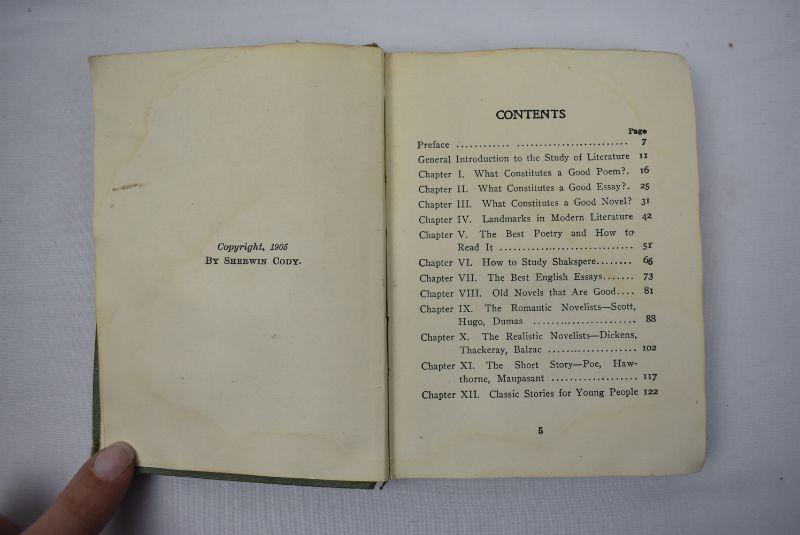 Copyright, 1905
By Sherwin Cody.
CONTENTS
Page
Preface ............ ........................ 7
General Introduction to the Study of Literature 11
Chapter I. What Constitutes a Good Poem?. 16
Chapter II. What Constitutes a Good Essay?. 25
Chapter III. What Constitutes a Good Novel? 31
Chapter IV. Landmarks in Modern Literature 42
Chapter V. The Best Poetry and How to
Read It ............................. 51
Chapter VI. How to Study Shakspere........ 65
Chapter VII. The Best English Essays....... 73
Chapter VIII. Old Novels that Are Good.... 81
Chapter IX. The Romantic Novelists—Scott,
Hugo, Dumas ...................... 88
Chapter X. The Realistic Novelists—Dickens,
Thackeray, Balzac ................... 102
Chapter XI. The Short Story—Poe, Haw-
thorne, Maupasant ................... 117
Chapter XII. Classic Stories for Young People 122
5